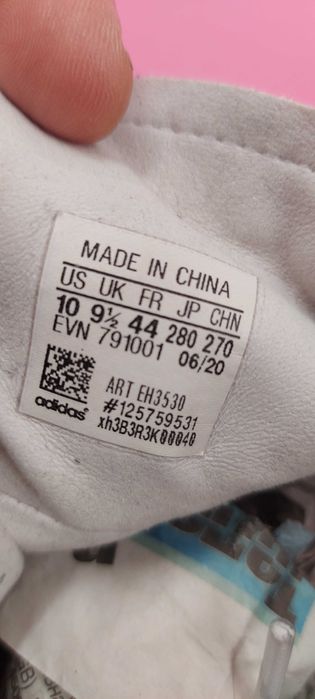 MADE IN CHINA
US UK FR JP CHN
10 9½ 44 280 270
EVN 791001 06/20
ART EH3530
#125759531
xh3B3R3K00040
adidas